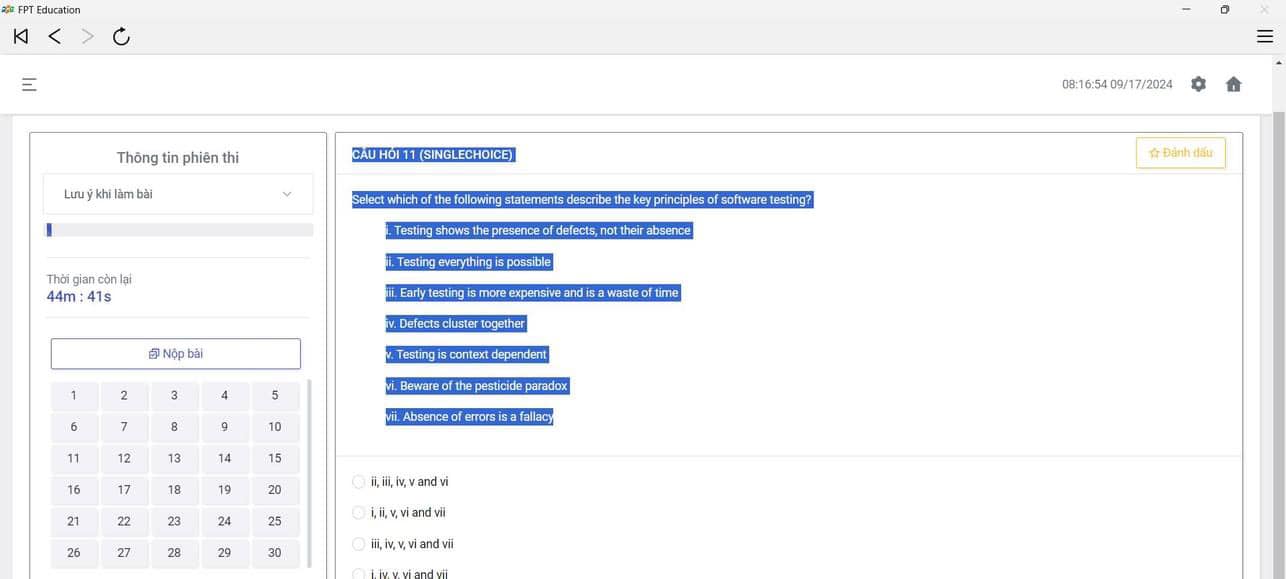 FPT Education
08:16:54 09/17/2024
Thông tin phiên thi
Lưu ý khi làm bài
Thời gian còn lại
44m : 41s
Nộp bài
1 2 3 4 5
6 7 8 9 10
11 12 13 14 15
16 17 18 19 20
21 22 23 24 25
26 27 28 29 30
CÂU HỎI 11 (SINGLECHOICE)
Đánh dấu
Select which of the following statements describe the key principles of software testing?
i. Testing shows the presence of defects, not their absence
ii. Testing everything is possible
iii. Early testing is more expensive and is a waste of time
iv. Defects cluster together
v. Testing is context dependent
vi. Beware of the pesticide paradox
vii. Absence of errors is a fallacy
ii, iii, iv, v and vi
i, ii, v, vi and vii
iii, iv, v, vi and vii
i, iv, v, vi and vii